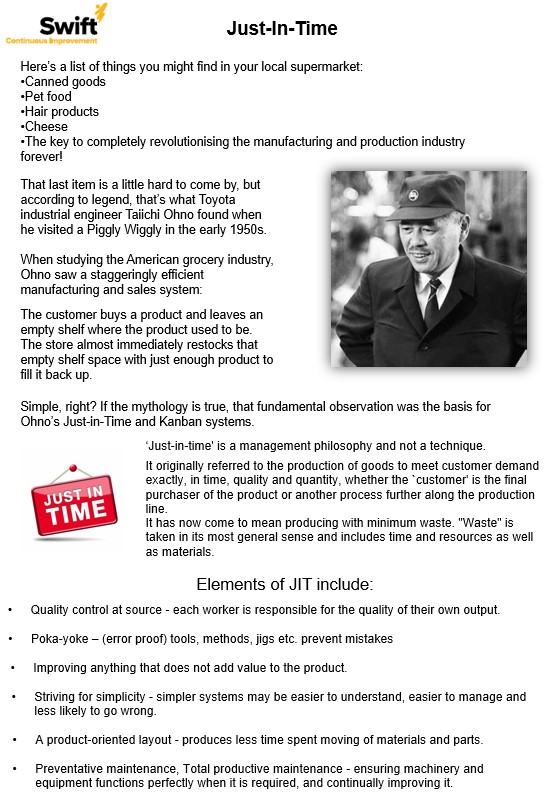 Swift
Continuous Improvement
Just-In-Time
Here's a list of things you might find in your local supermarket:
•Canned goods
•Pet food
•Hair products
•Cheese
•The key to completely revolutionising the manufacturing and production industry
forever!
That last item is a little hard to come by, but
according to legend, that's what Toyota
industrial engineer Taiichi Ohno found when
he visited a Piggly Wiggly in the early 1950s.
When studying the American grocery industry,
Ohno saw a staggeringly efficient
manufacturing and sales system:
The customer buys a product and leaves an
empty shelf where the product used to be.
The store almost immediately restocks that
empty shelf space with just enough product to
fill it back up.
Simple, right? If the mythology is true, that fundamental observation was the basis for
Ohno's Just-in-Time and Kanban systems.
JUST IN
TIME
‘Just-in-time' is a management philosophy and not a technique.
It originally referred to the production of goods to meet customer demand
exactly, in time, quality and quantity, whether the `customer' is the final
purchaser of the product or another process further along the production
line.
It has now come to mean producing with minimum waste. "Waste" is
taken in its most general sense and includes time and resources as well
as materials.
Elements of JIT include:
• Quality control at source - each worker is responsible for the quality of their own output.
• Poka-yoke – (error proof) tools, methods, jigs etc. prevent mistakes
• Improving anything that does not add value to the product.
• Striving for simplicity - simpler systems may be easier to understand, easier to manage and
less likely to go wrong.
• A product-oriented layout - produces less time spent moving of materials and parts.
• Preventative maintenance, Total productive maintenance - ensuring machinery and
equipment functions perfectly when it is required, and continually improving it.